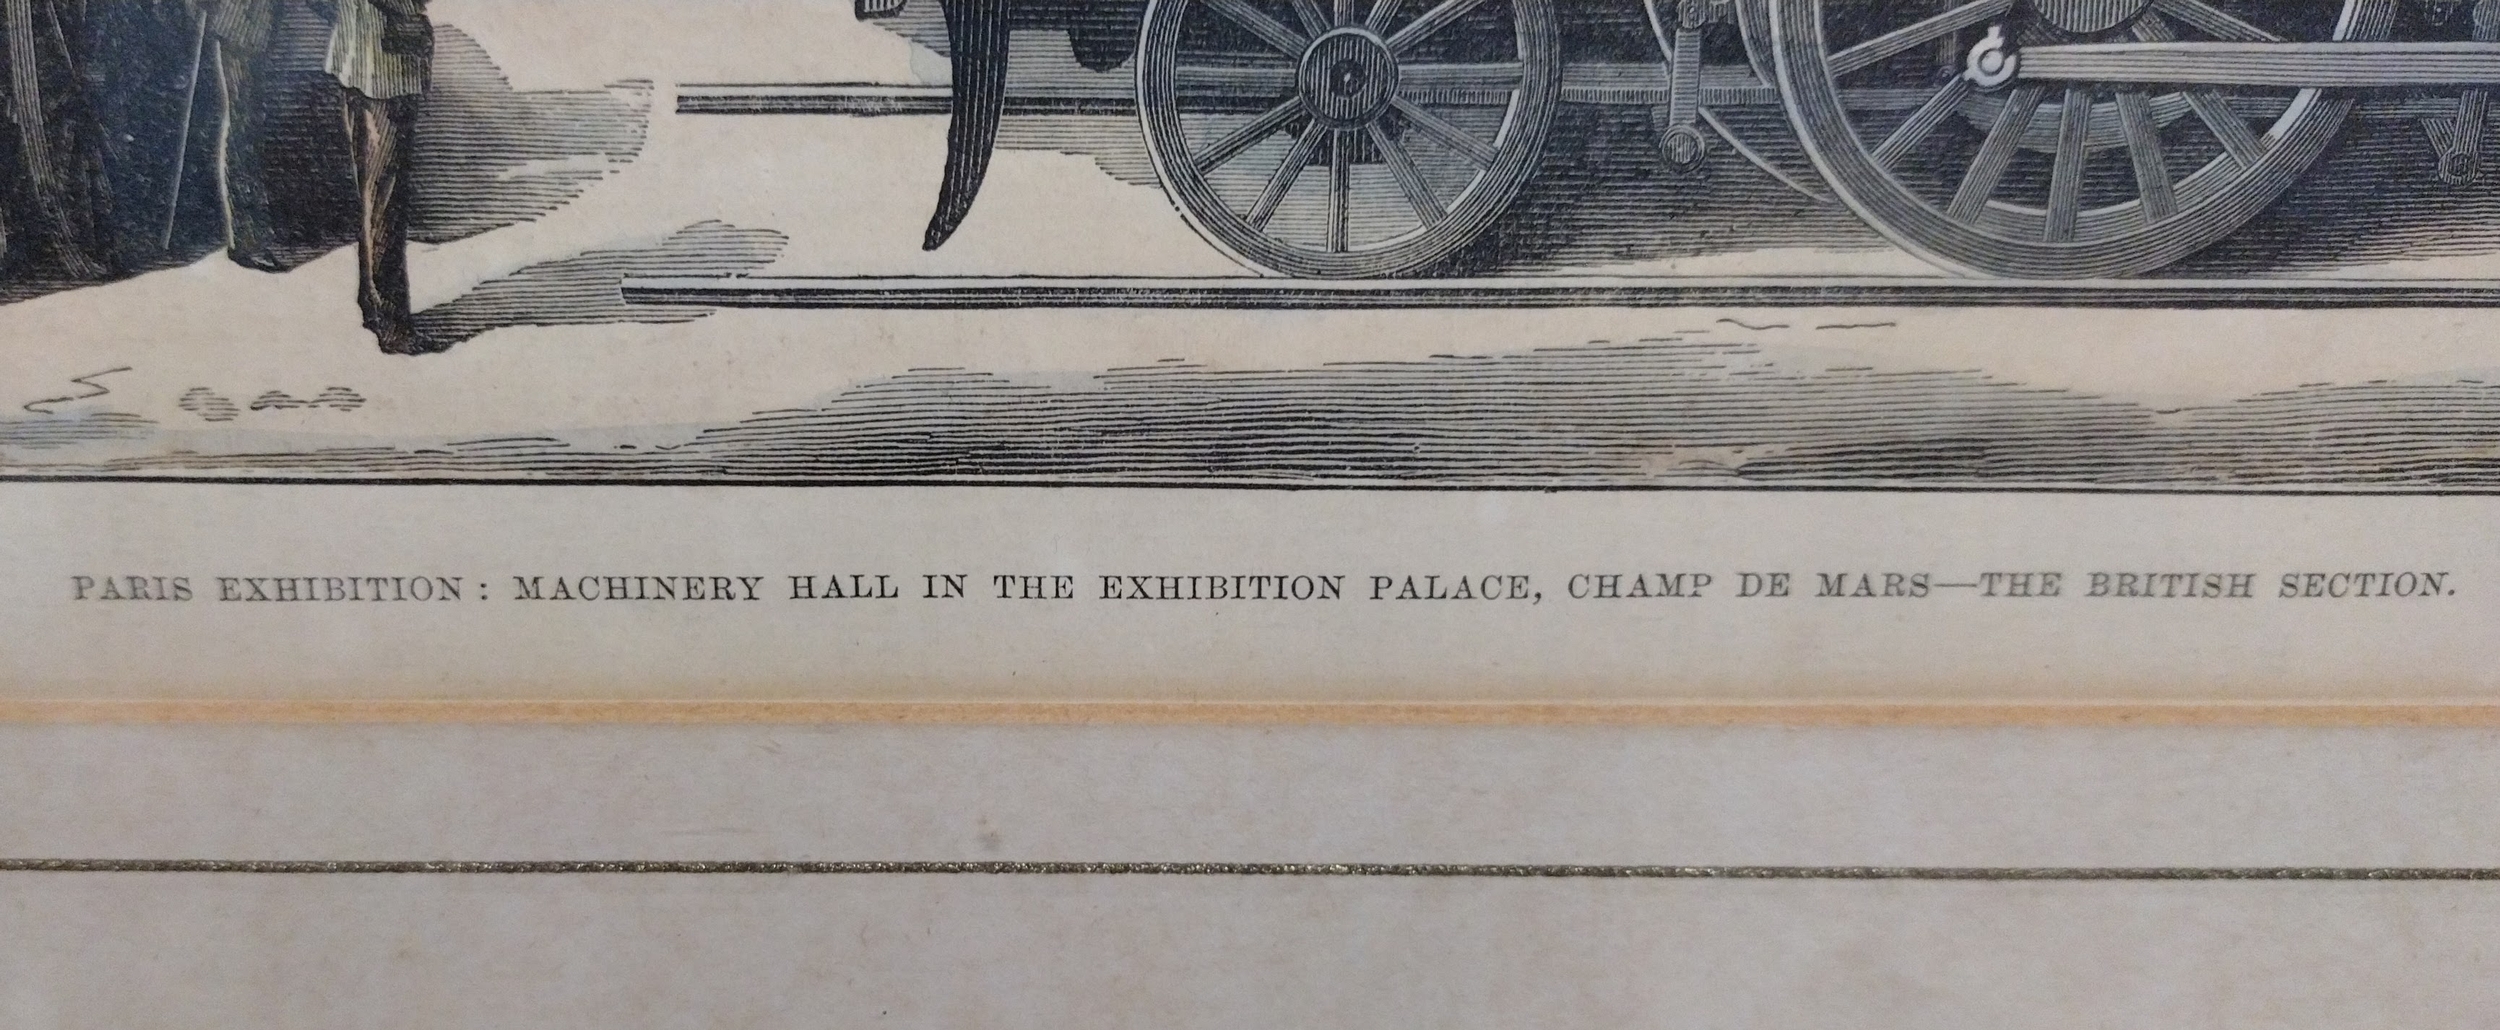 PARIS EXHIBITION : MACHINERY HALL IN THE EXHIBITION PALACE, CHAMP DE MARS—THE BRITISH SECTION.